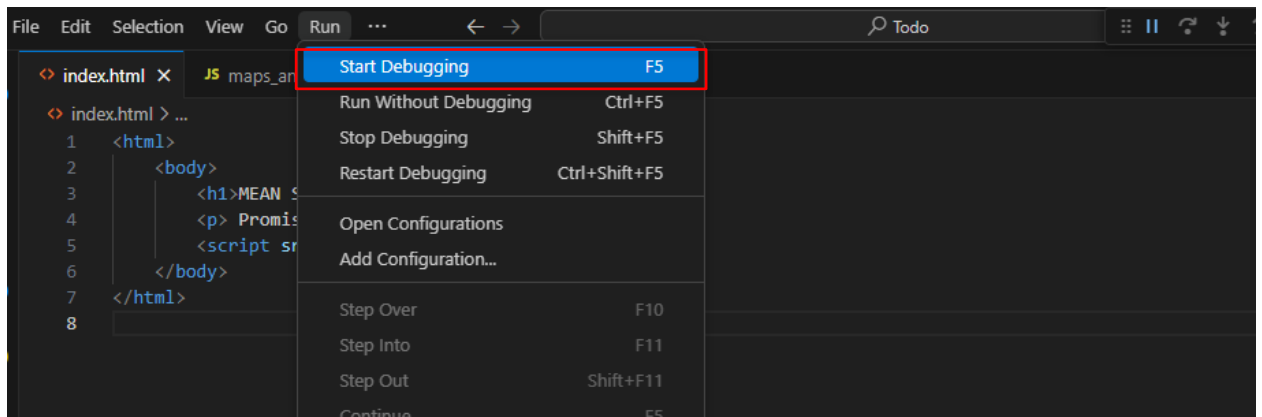 File Edit Selection View Go Run ... Todo
index.html JS maps_an
index.html > ...
1 <html>
2 <body>
3 <h1>MEAN S
4 <p> Promis
5 <script sr
6 </body>
7 </html>
8
Start Debugging F5
Run Without Debugging Ctrl+F5
Stop Debugging Shift+F5
Restart Debugging Ctrl+Shift+F5
Open Configurations
Add Configuration...
Step Over F10
Step Into F11
Step Out Shift+F11
Continue F5